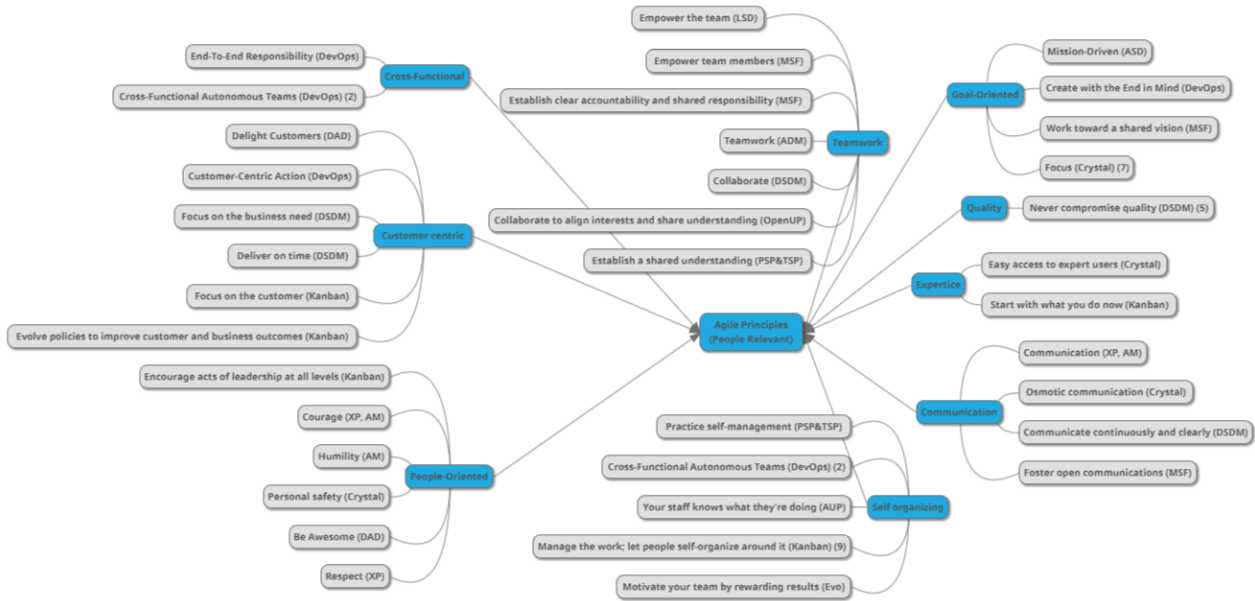 Cross-Functional
End-To-End Responsibility (DevOps)
Cross-Functional Autonomous Teams (DevOps) (2)
Customer centric
Delight Customers (DAD)
Customer-Centric Action (DevOps)
Focus on the business need (DSDM)
Deliver on time (DSDM)
Focus on the customer (Kanban)
Evolve policies to improve customer and business outcomes (Kanban)
People-Oriented
Encourage acts of leadership at all levels (Kanban)
Courage (XP, AM)
Humility (AM)
Personal safety (Crystal)
Be Awesome (DAD)
Respect (XP)
Teamwork
Empower the team (LSD)
Empower team members (MSF)
Establish clear accountability and shared responsibility (MSF)
Teamwork (ADM)
Collaborate (DSDM)
Collaborate to align interests and share understanding (OpenUP)
Establish a shared understanding (PSP&TSP)
Agile Principles
(People Relevant)
Self organizing
Practice self-management (PSP&TSP)
Cross-Functional Autonomous Teams (DevOps) (2)
Your staff knows what they're doing (AUP)
Manage the work; let people self-organize around it (Kanban) (9)
Motivate your team by rewarding results (Evo)
Goal-Oriented
Mission-Driven (ASD)
Create with the End in Mind (DevOps)
Work toward a shared vision (MSF)
Focus (Crystal) (7)
Quality
Never compromise quality (DSDM) (5)
Expertice
Easy access to expert users (Crystal)
Start with what you do now (Kanban)
Communication
Communication (XP, AM)
Osmotic communication (Crystal)
Communicate continuously and clearly (DSDM)
Foster open communications (MSF)